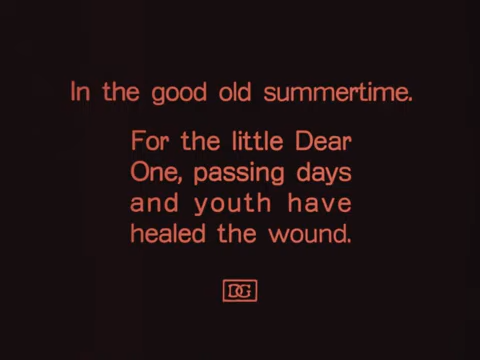 In the good old summertime.
For the little Dear
One, passing days
and youth have
healed the wound.
DG